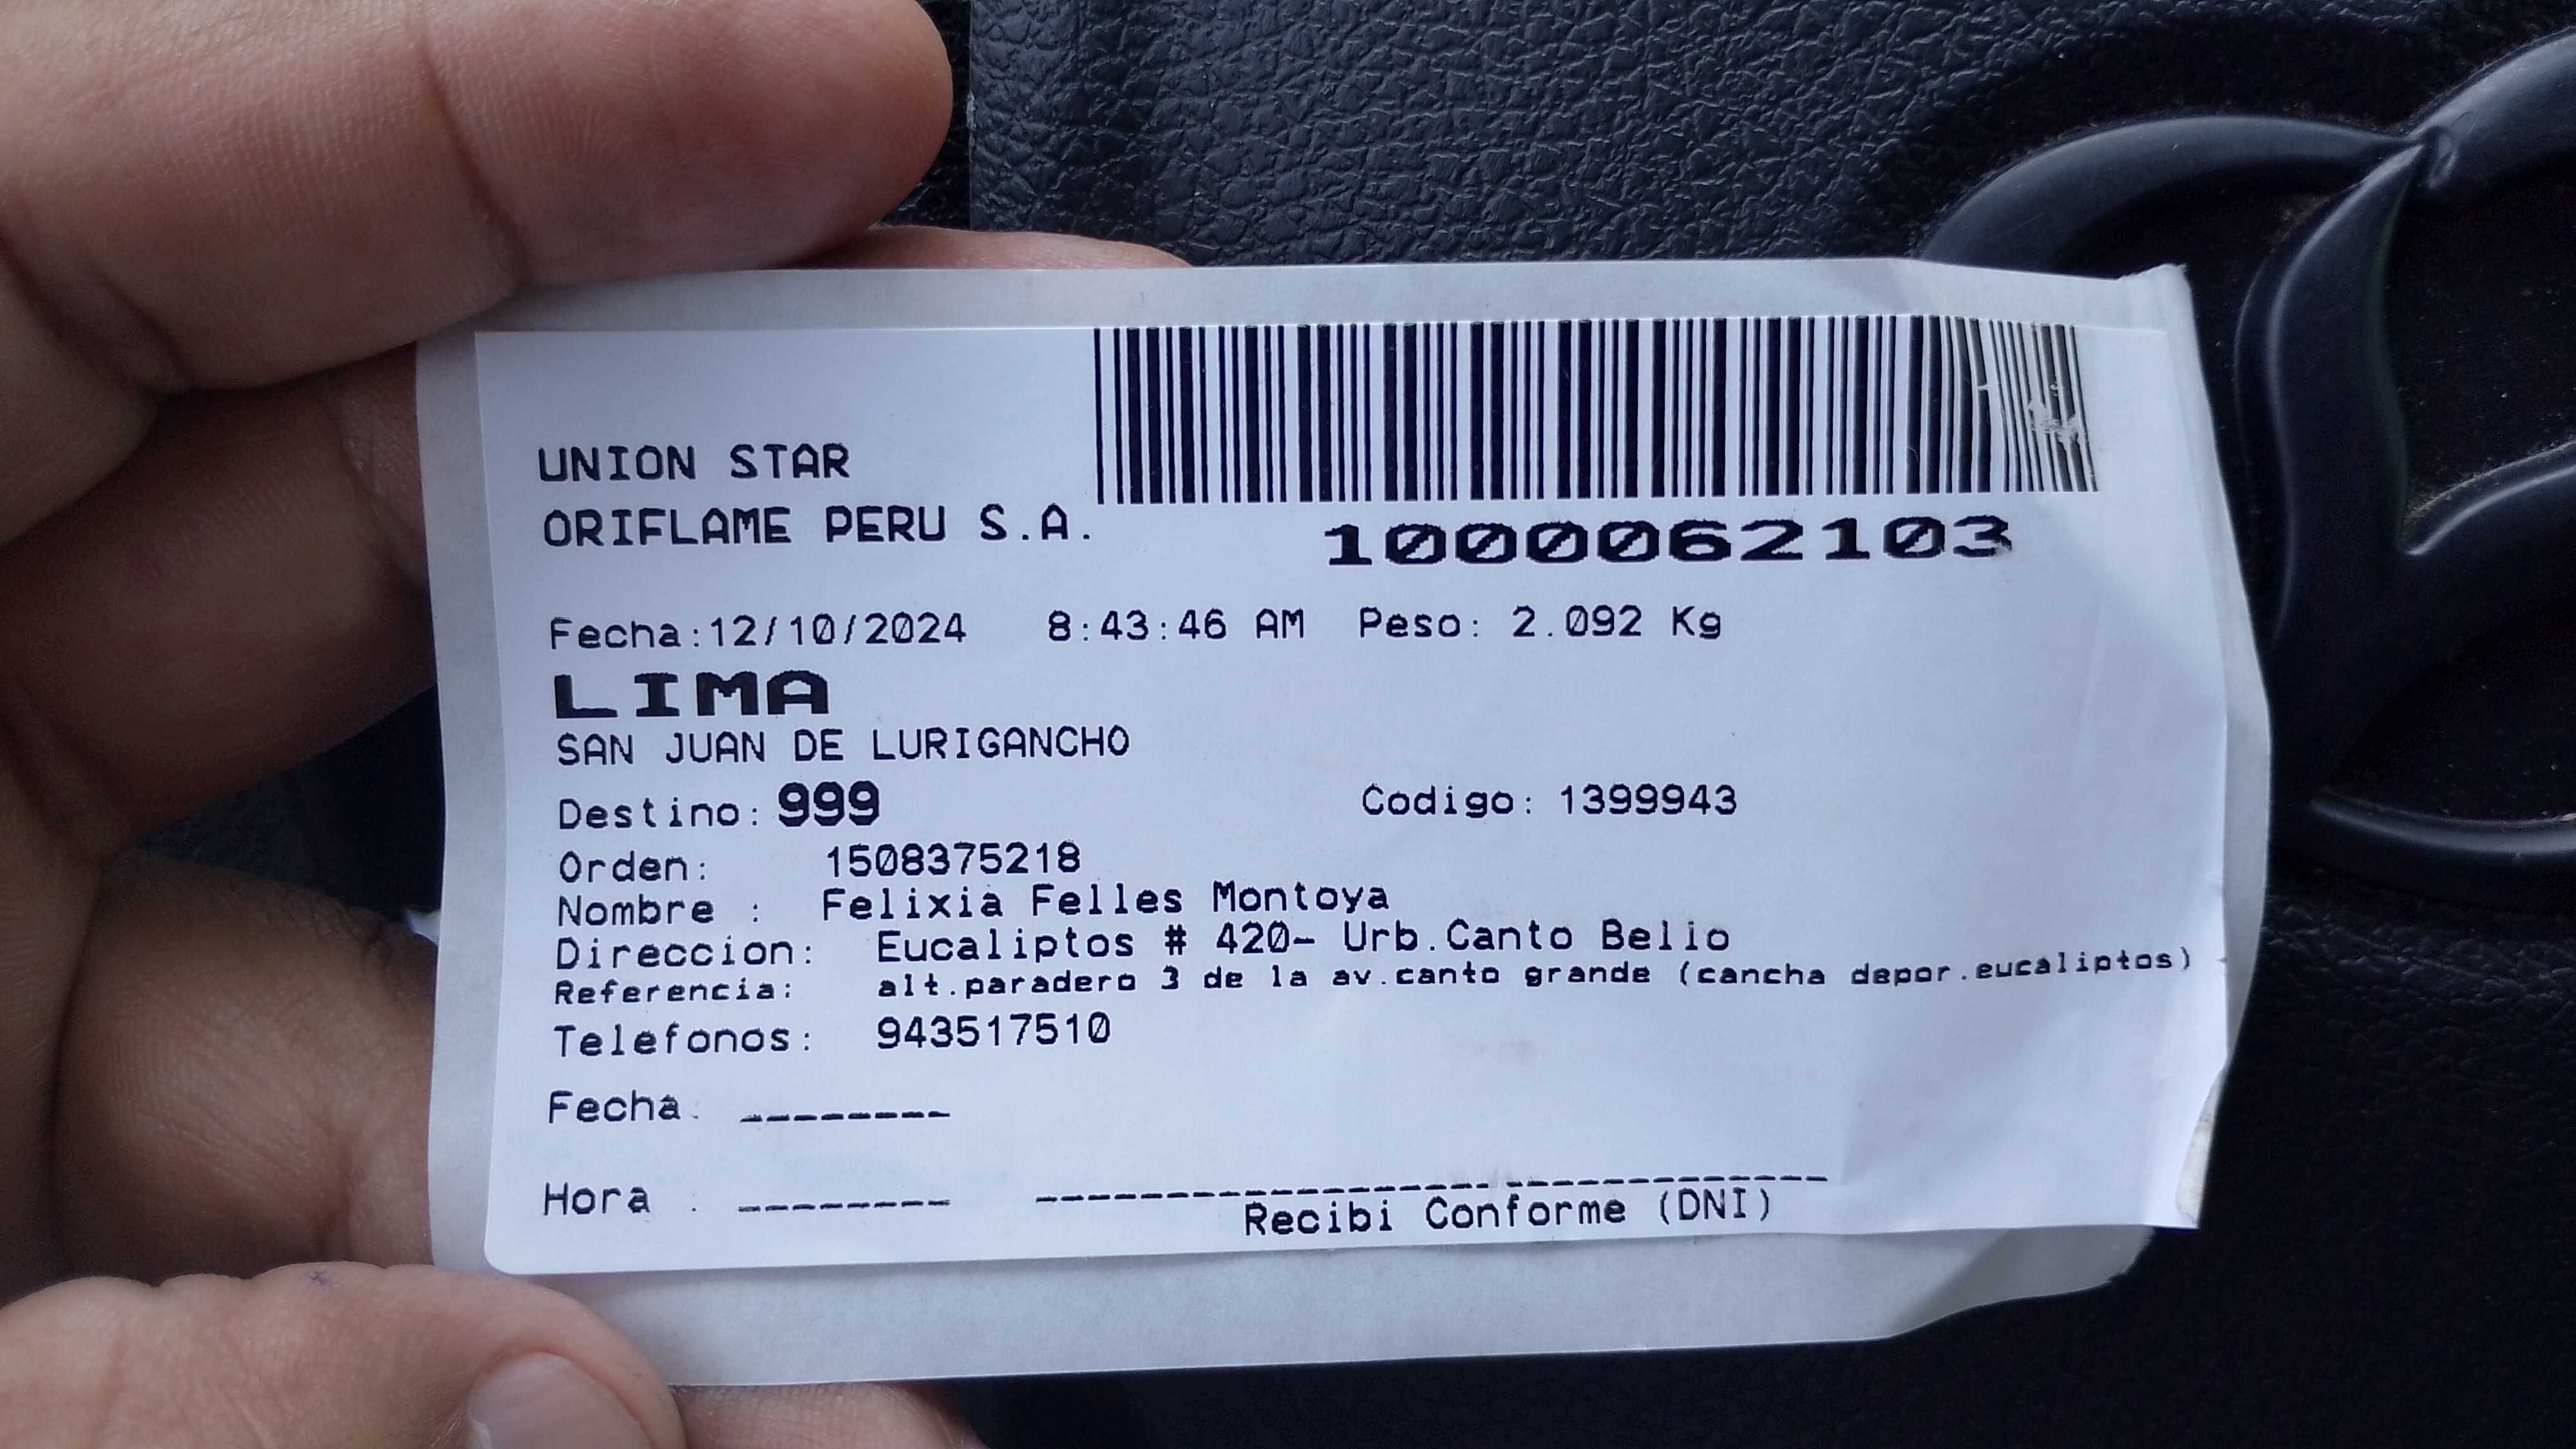 UNION STAR
ORIFLAME PERU S.A.
1000062103
Fecha:12/10/2024 8:43:46 AM Peso: 2.092 Kg
LIMA
SAN JUAN DE LURIGANCHO
Destino: 999 Codigo: 1399943
Orden: 1508375218
Nombre : Felixia Felles Montoya
Direccion: Eucaliptos # 420- Urb.Canto Belio
Referencia: alt.paradero 3 de la av.canto grande (cancha depor.eucaliptos)
Telefonos: 943517510
Fecha: --------
Hora : --------
Recibi Conforme (DNI)